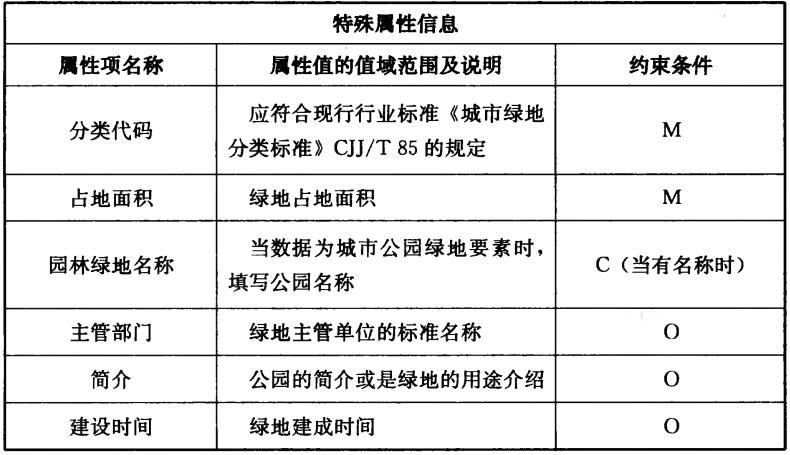 特殊属性信息
属性项名称 属性值的值域范围及说明 约束条件
分类代码 应符合现行行业标准《城市绿地
分类标准》CJJ/T 85 的规定 M
占地面积 绿地占地面积 M
园林绿地名称 当数据为城市公园绿地要素时,
填写公园名称 C（当有名称时）
主管部门 绿地主管单位的标准名称 O
简介 公园的简介或是绿地的用途介绍 O
建设时间 绿地建成时间 O